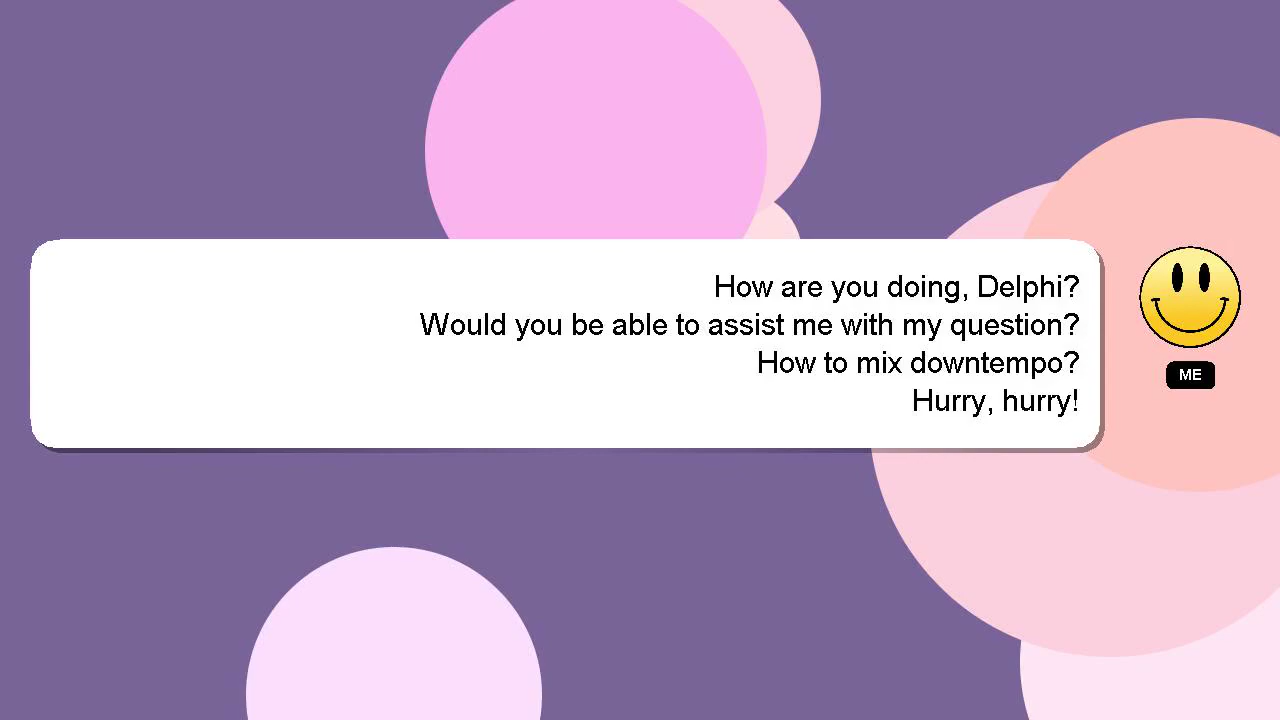 How are you doing, Delphi?
Would you be able to assist me with my question?
How to mix downtempo?
Hurry, hurry!
ME